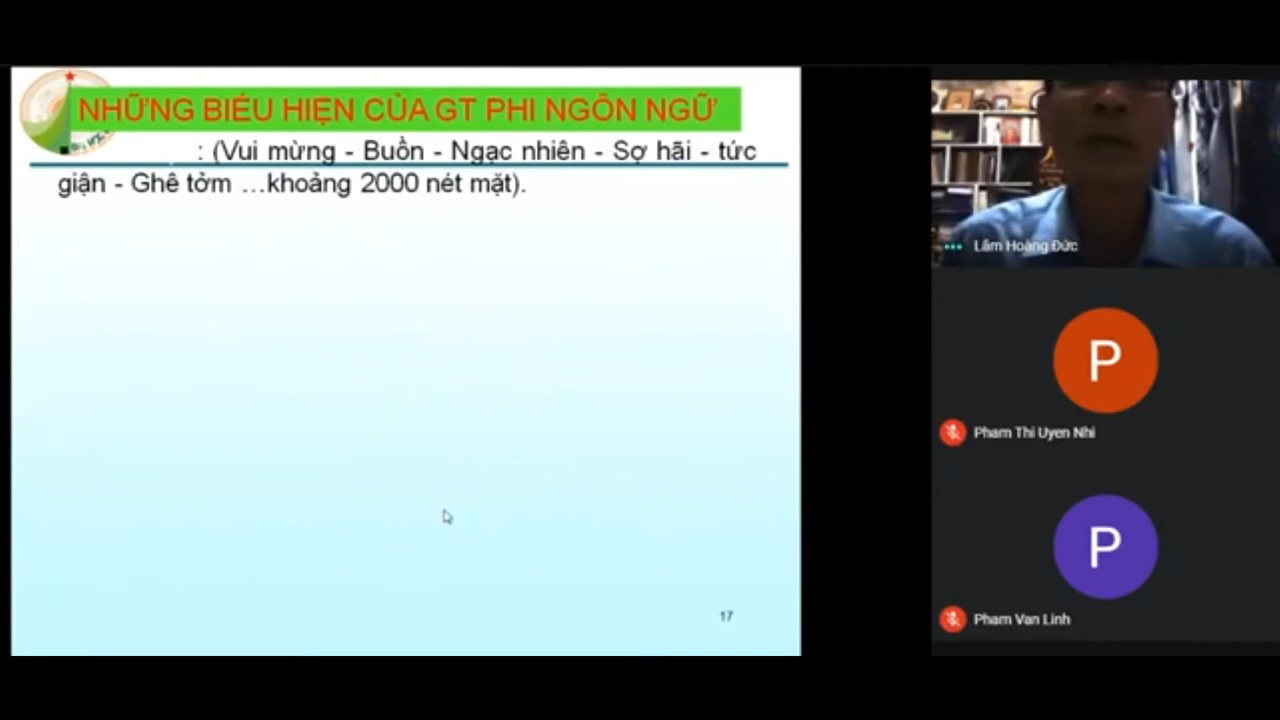 NHỮNG BIỂU HIỆN CỦA GT PHI NGÔN NGỮ
: (Vui mừng - Buồn - Ngạc nhiên - Sợ hãi - tức
giận - Ghê tởm ...khoảng 2000 nét mặt).
17
Lâm Hoàng Đức
P
Pham Thi Uyen Nhi
P
Pham Van Linh